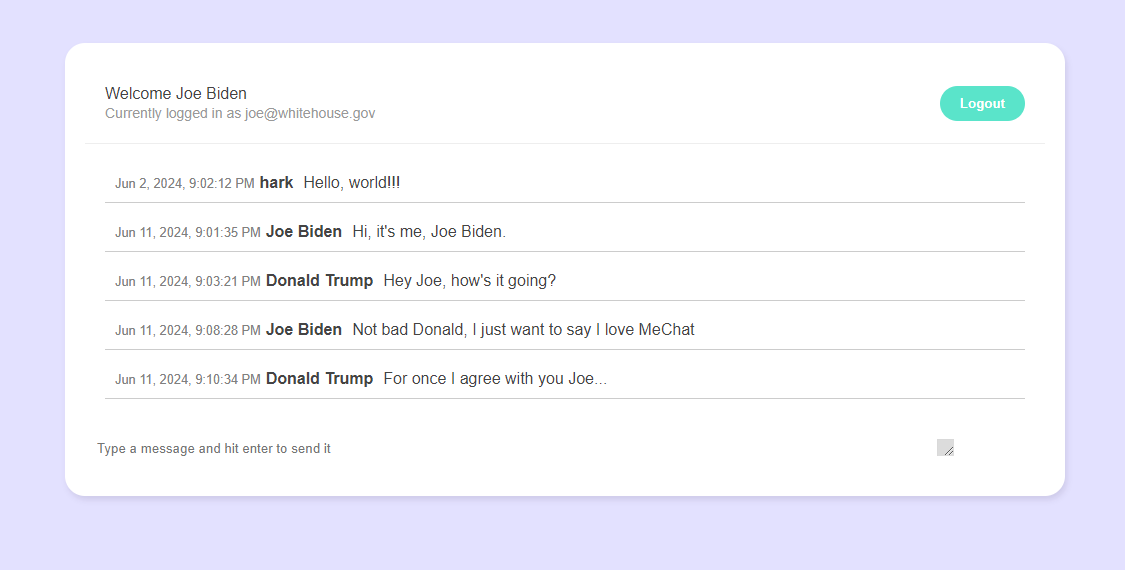 Welcome Joe Biden
Currently logged in as joe@whitehouse.gov
Logout
Jun 2, 2024, 9:02:12 PM hark Hello, world!!!
Jun 11, 2024, 9:01:35 PM Joe Biden Hi, it's me, Joe Biden.
Jun 11, 2024, 9:03:21 PM Donald Trump Hey Joe, how's it going?
Jun 11, 2024, 9:08:28 PM Joe Biden Not bad Donald, I just want to say I love MeChat
Jun 11, 2024, 9:10:34 PM Donald Trump For once I agree with you Joe...
Type a message and hit enter to send it